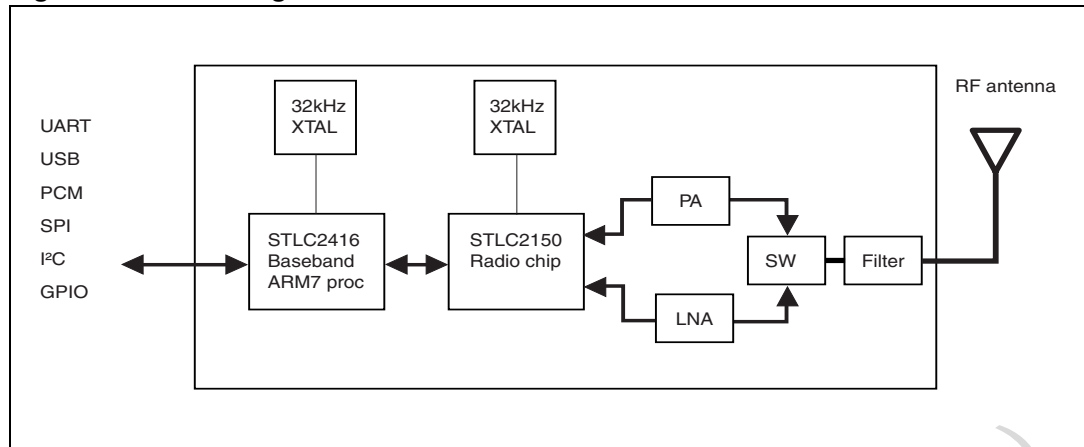 UART
USB
PCM
SPI
I²C
GPIO
32kHz
XTAL
32kHz
XTAL
STLC2416
Baseband
ARM7 proc
STLC2150
Radio chip
PA
LNA
SW
Filter
RF antenna